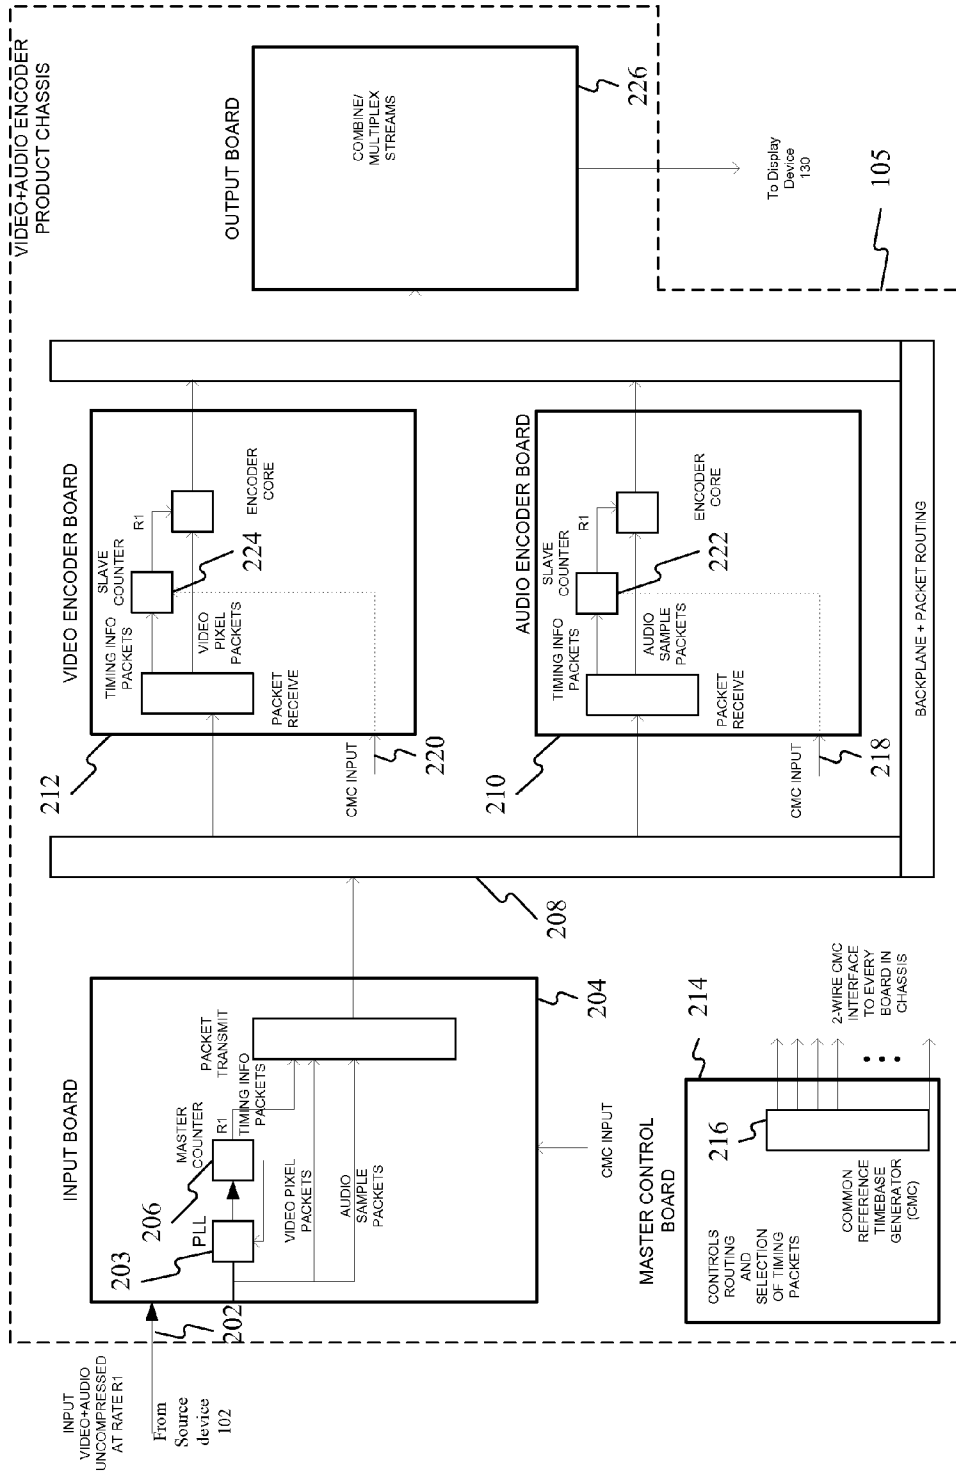 VIDEO+AUDIO ENCODER
PRODUCT CHASSIS
INPUT
VIDEO+AUDIO
UNCOMPRESSED
AT RATE R1
From
Source
device
102
202
INPUT BOARD
203
PLL
206
MASTER
COUNTER
R1
TIMING INFO
PACKETS
PACKET
TRANSMIT
VIDEO PIXEL
PACKETS
AUDIO
SAMPLE
PACKETS
204
CMC INPUT
208
MASTER CONTROL
BOARD
214
CONTROLS
ROUTING
AND
SELECTION
OF TIMING
PACKETS
216
COMMON
REFERENCE
TIMEBASE
GENERATOR
(CMC)
2-WIRE CMC
INTERFACE
TO EVERY
BOARD IN
CHASSIS
VIDEO ENCODER BOARD
212
TIMING INFO
PACKETS
SLAVE
COUNTER
R1
VIDEO
PIXEL
PACKETS
224
ENCODER
CORE
PACKET
RECEIVE
CMC INPUT
220
AUDIO ENCODER BOARD
210
TIMING INFO
PACKETS
SLAVE
COUNTER
R1
AUDIO
SAMPLE
PACKETS
222
ENCODER
CORE
PACKET
RECEIVE
CMC INPUT
218
BACKPLANE + PACKET ROUTING
OUTPUT BOARD
COMBINE/
MULTIPLEX
STREAMS
226
To Display
Device
130
105